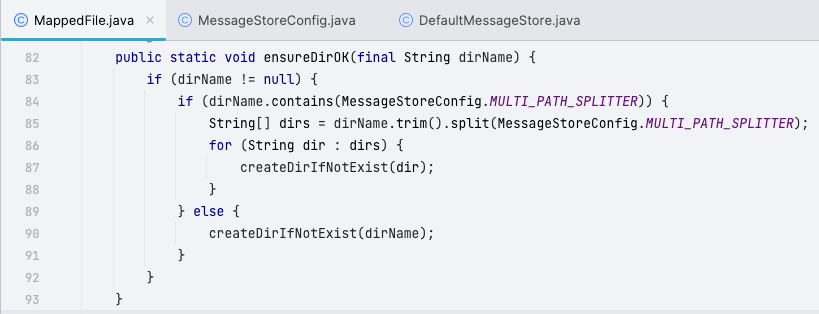 MappedFile.java
MessageStoreConfig.java
DefaultMessageStore.java
82 public static void ensureDirOK(final String dirName) {
83 if (dirName != null) {
84 if (dirName.contains(MessageStoreConfig.MULTI_PATH_SPLITTER)) {
85 String[] dirs = dirName.trim().split(MessageStoreConfig.MULTI_PATH_SPLITTER);
86 for (String dir : dirs) {
87 createDirIfNotExist(dir);
88 }
89 } else {
90 createDirIfNotExist(dirName);
91 }
92 }
93 }